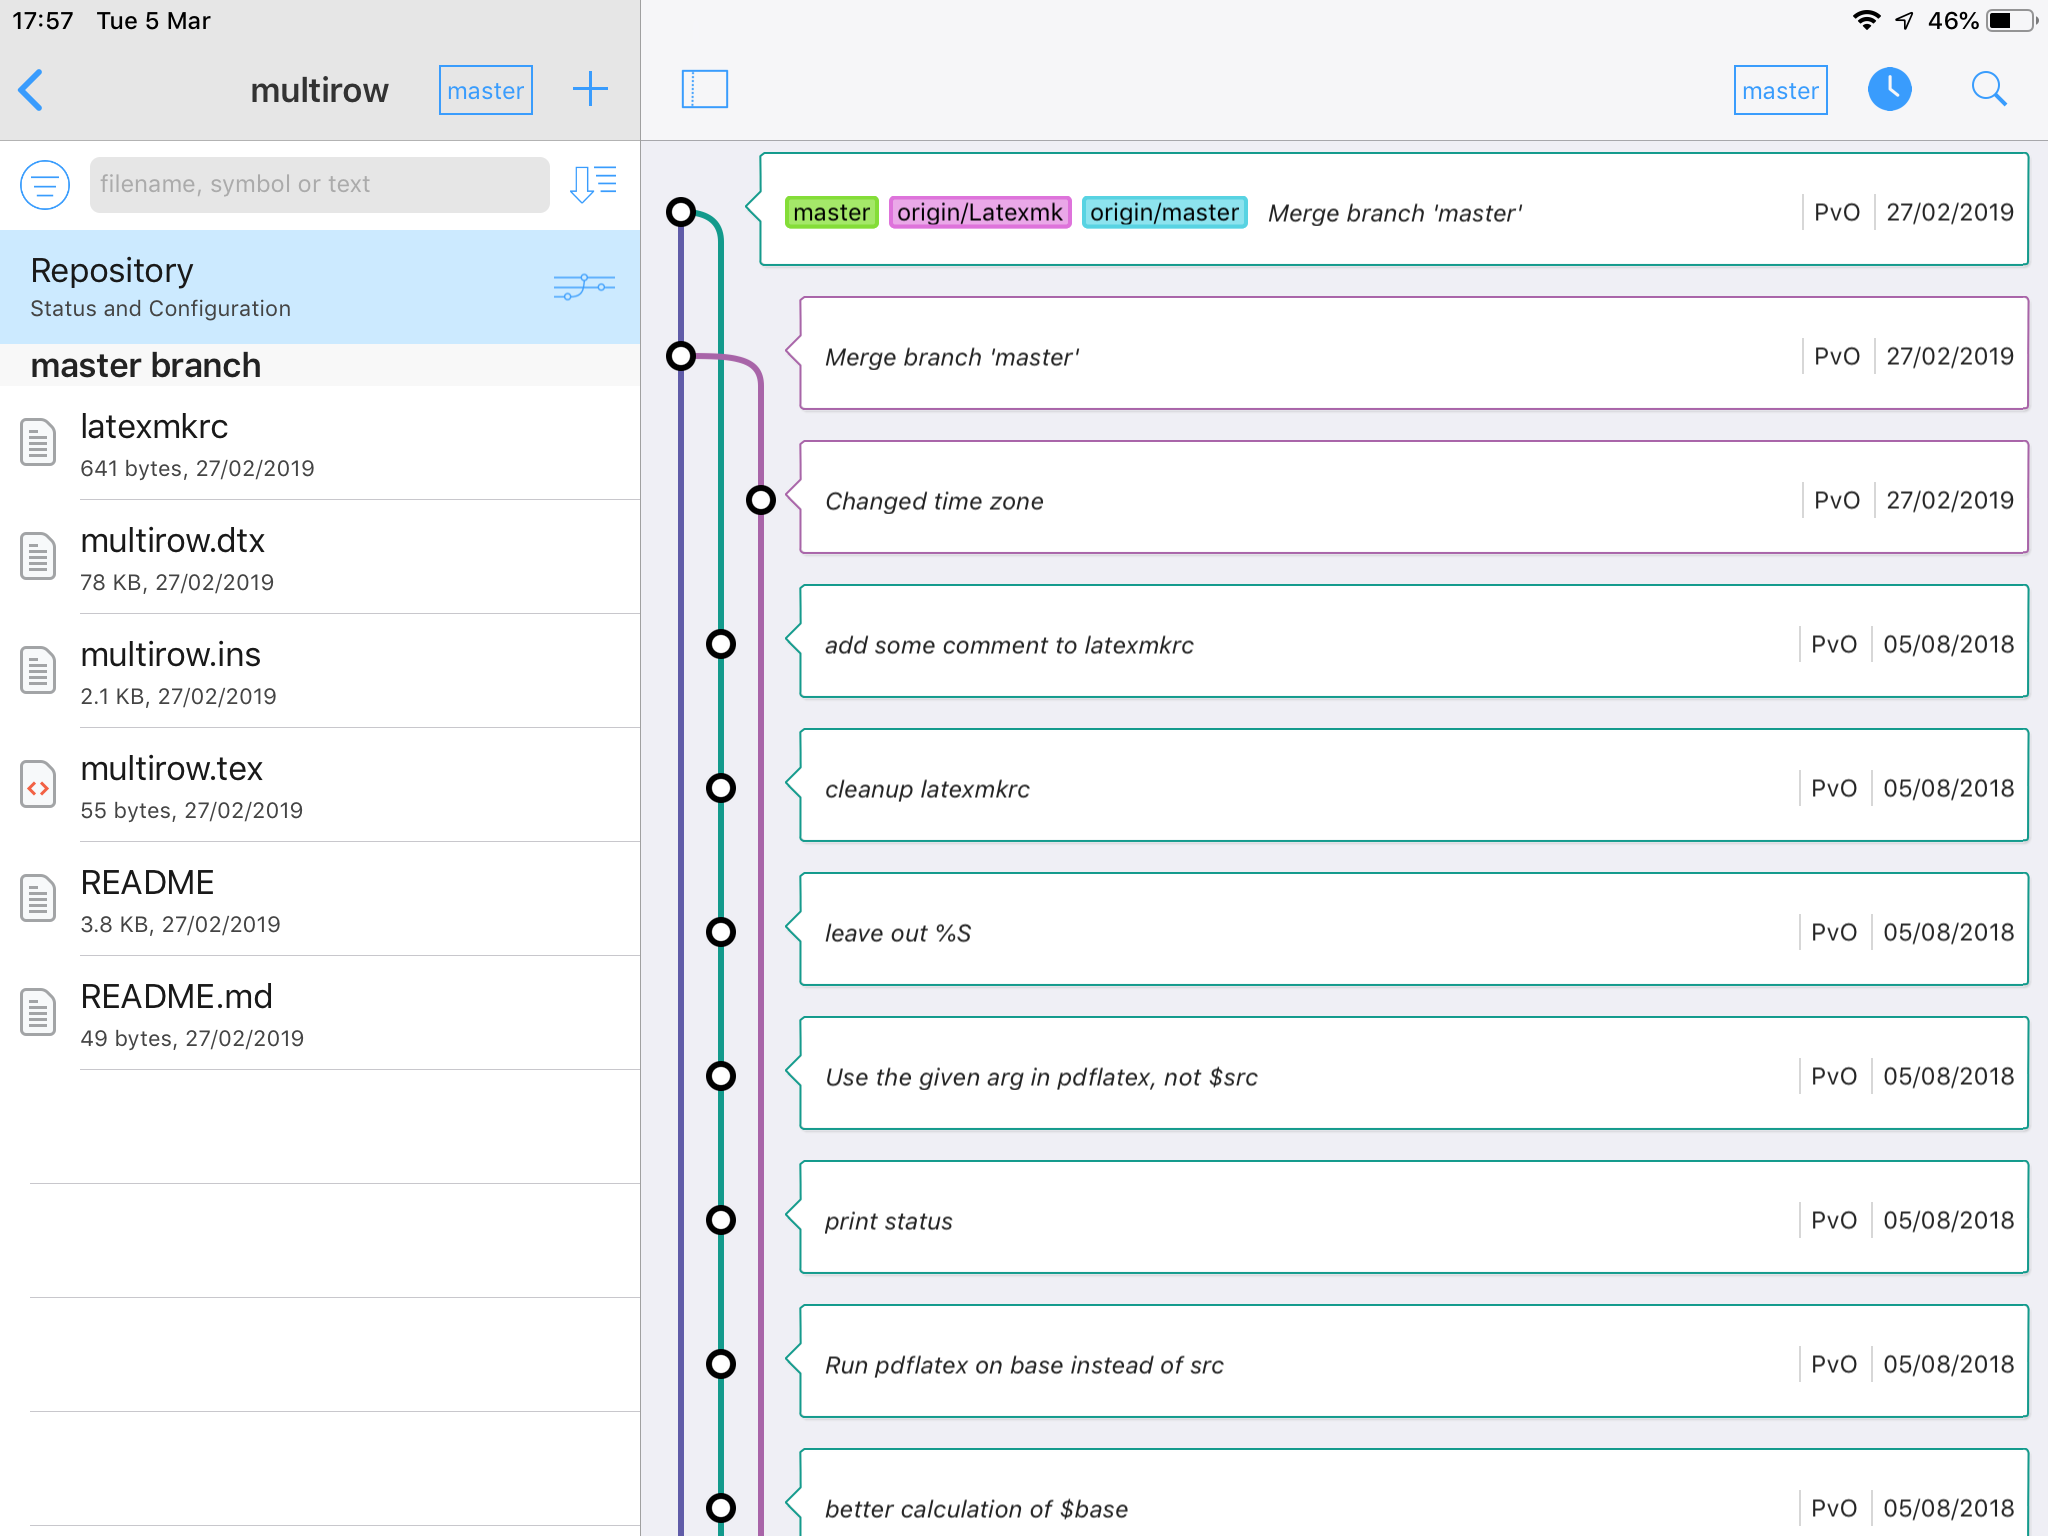 17:57 Tue 5 Mar
46%
multirow master
master
filename, symbol or text
Repository
Status and Configuration
master branch
latexmkrc
641 bytes, 27/02/2019
multirow.dtx
78 KB, 27/02/2019
multirow.ins
2.1 KB, 27/02/2019
multirow.tex
55 bytes, 27/02/2019
README
3.8 KB, 27/02/2019
README.md
49 bytes, 27/02/2019
master origin/Latexmk origin/master Merge branch 'master' PvO 27/02/2019
Merge branch 'master' PvO 27/02/2019
Changed time zone PvO 27/02/2019
add some comment to latexmkrc PvO 05/08/2018
cleanup latexmkrc PvO 05/08/2018
leave out %S PvO 05/08/2018
Use the given arg in pdflatex, not $src PvO 05/08/2018
print status PvO 05/08/2018
Run pdflatex on base instead of src PvO 05/08/2018
better calculation of $base PvO 05/08/2018